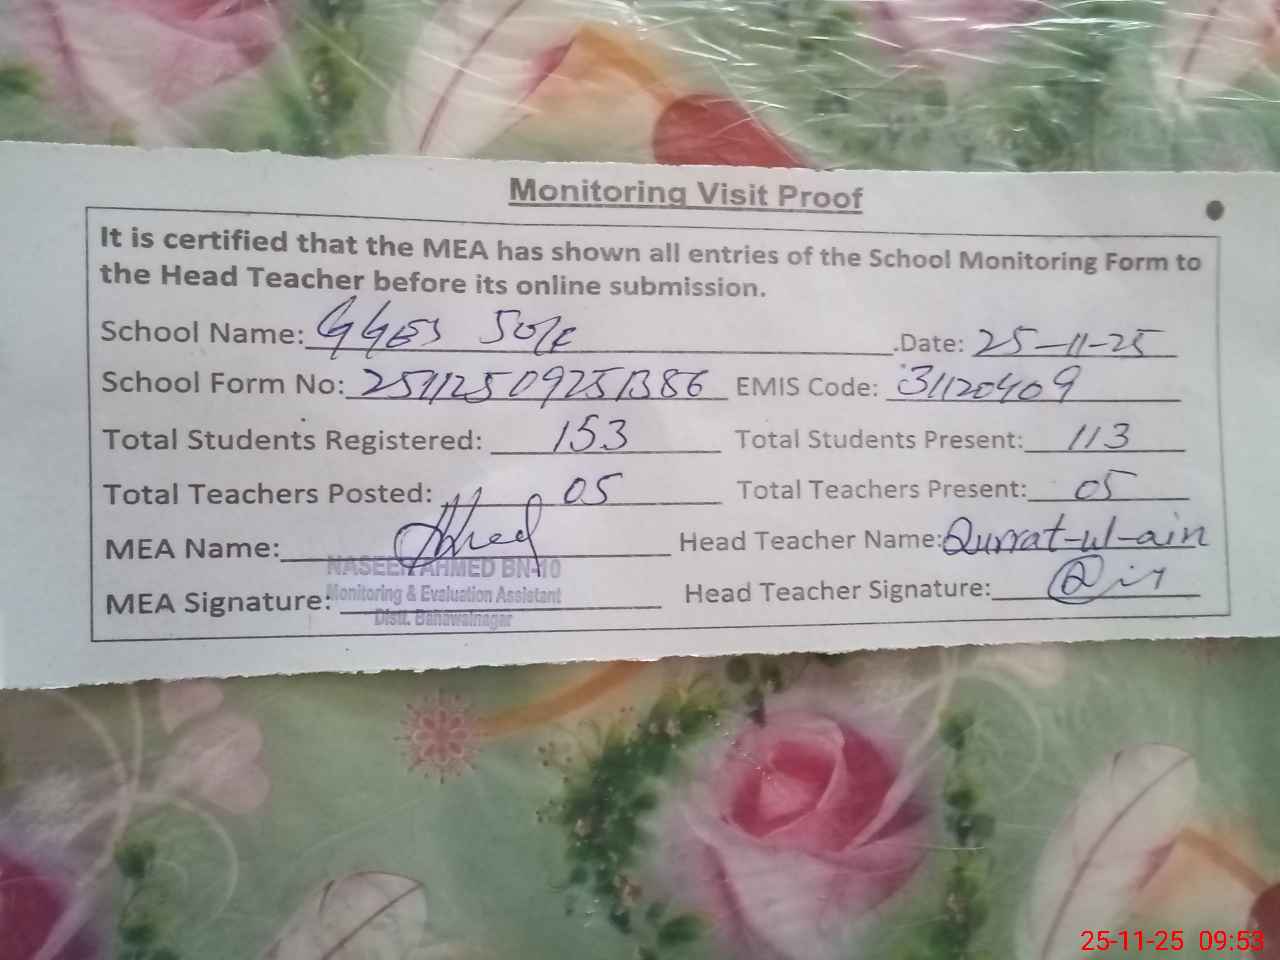 Monitoring Visit Proof
It is certified that the MEA has shown all entries of the School Monitoring Form to
the Head Teacher before its online submission.
School Name: GGES .Date: 25-11-25
School Form No: EMIS Code: 31120409
Total Students Registered: 153 Total Students Present: 113
Total Teachers Posted: 05 Total Teachers Present: 05
MEA Name: Ahmed Head Teacher Name: Qurrat-ul-ain
NASEER AHMED BN-10
MEA Signature: Monitoring & Evaluation Assistant Head Teacher Signature:
Distt. Bahawalnagar
25-11-25 09:53